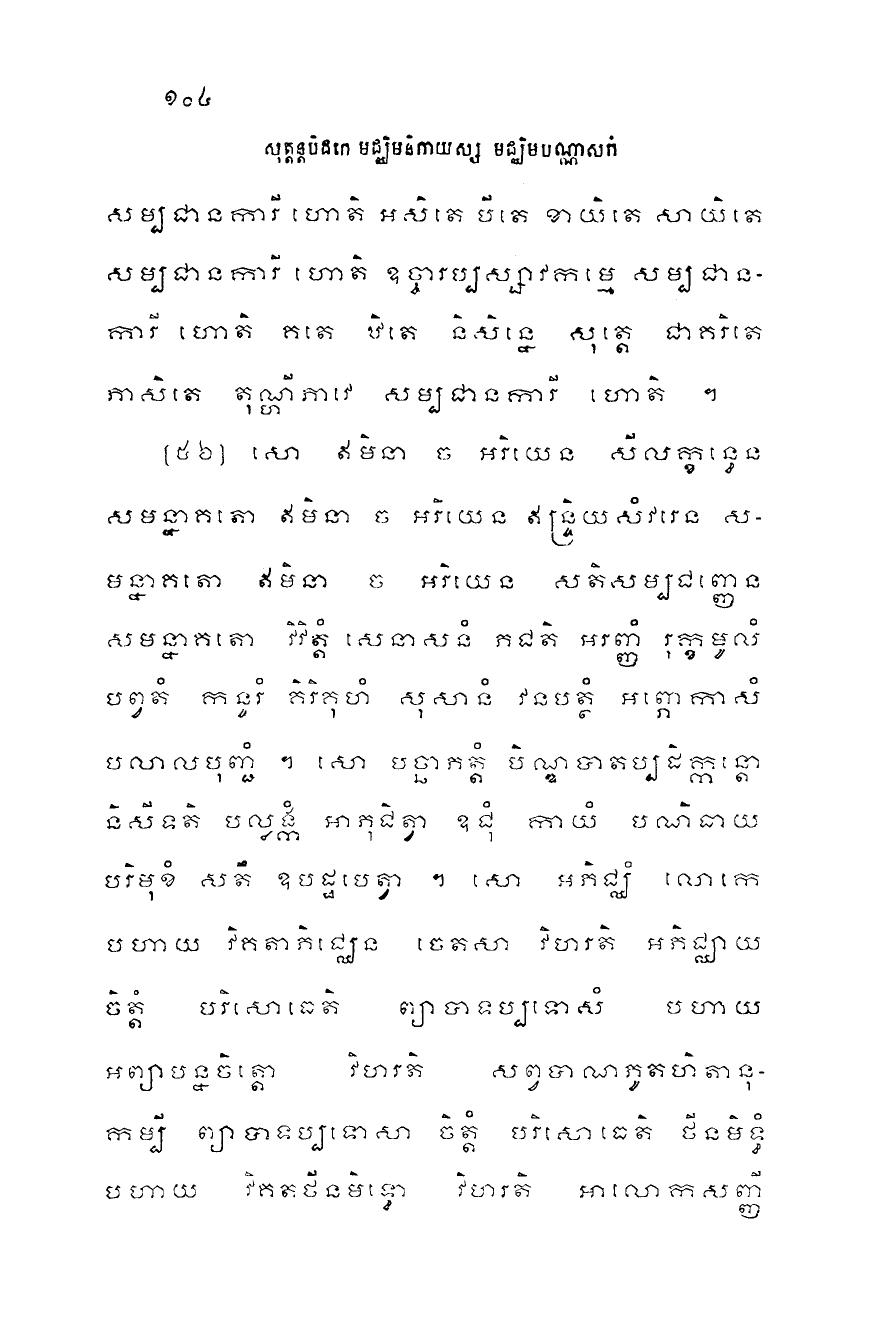 ១០៤
សុត្តន្តបិដកេ មជ្ឈិមនិកាយស្ស មជ្ឈិមបណ្ណាសកំ
សម្បជានការី ហោតិ អសិតេ បីតេ ខាយិតេ សាយិតេ
សម្បជានការី ហោតិ ឧច្ចារប្បស្សាវកម្មេ សម្បជាន-
ការី ហោតិ គតេ ឋិតេ និសិន្នេ សុត្តេ ជាគរិតេ
ភាសិតេ តុណ្ហីភាវេ សម្បជានការី ហោតិ ។
(៥៦) សោ ឥមិនា ច អរិយេន សីលក្ខន្ធេន
សមន្នាគតោ ឥមិនា ច អរិយេន ឥន្ទ្រិយសំវរេន ស-
មន្នាគតោ ឥមិនា ច អរិយេន សតិសម្បជញ្ញេន
សមន្នាគតោ វិវិត្តំ សេនាសនំ ភជតិ អរញ្ញំ រុក្ខមូលំ
បព្វតំ កន្ទរំ គិរិគុហំ សុសានំ វនបត្ថំ អព្ភោកាសំ
បលាលបុញ្ជំ ។ សោ បច្ឆាភត្តំ បិណ្ឌបាតប្បដិក្កន្តោ
និសីទតិ បល្លង្កំ អាភុជិត្វា ឧជុំ កាយំ បណិធាយ
បរិមុខំ សតឹ ឧបដ្ឋបេត្វា ។ សោ អភិជ្ឈំ លោកេ
បហាយ វិគតាភិជ្ឈេន ចេតសា វិហរតិ អភិជ្ឈាយ
ចិត្តំ បរិសោធេតិ ព្យាបាទប្បទោសំ បហាយ
អព្យាបន្នចិត្តោ វិហរតិ សព្វបាណភូតហិតានុ-
កម្បី ព្យាបាទប្បទោសា ចិត្តំ បរិសោធេតិ ថីនមិទ្ធំ
បហាយ វិគតថីនមិទ្ធោ វិហរតិ អាលោកសញ្ញី